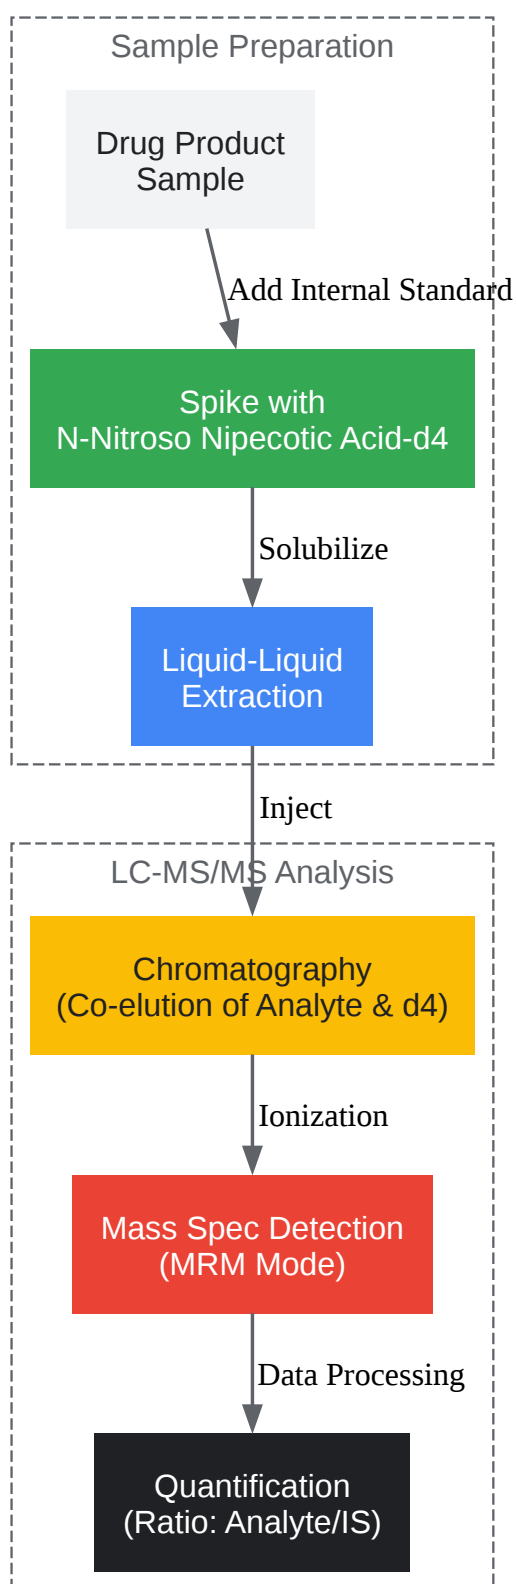 Sample Preparation
Drug Product
Sample
Add Internal Standard
Spike with
N-Nitroso Nipecotic Acid-d4
Solubilize
Liquid-Liquid
Extraction
Inject
LC-MS/MS Analysis
Chromatography
(Co-elution of Analyte & d4)
Ionization
Mass Spec Detection
(MRM Mode)
Data Processing
Quantification
(Ratio: Analyte/IS)